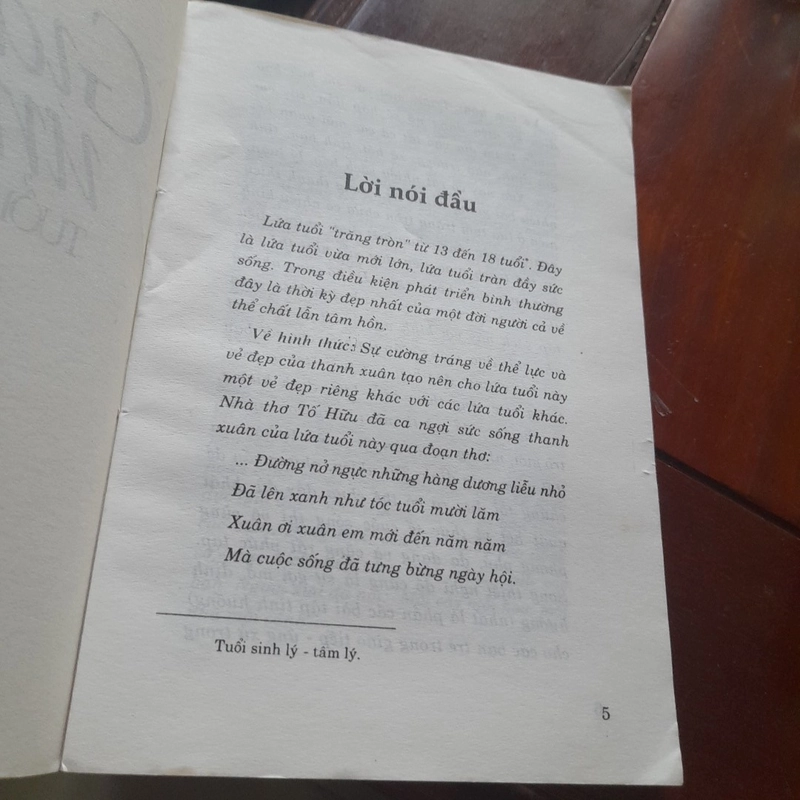 Lời nói đầu
Lứa tuổi "trăng tròn" từ 13 đến 18 tuổi*. Đây
là lứa tuổi vừa mới lớn, lứa tuổi tràn đầy sức
sống. Trong điều kiện phát triển bình thường
đây là thời kỳ đẹp nhất của một đời người cả về
thể chất lẫn tâm hồn.
Về hình thức: Sự cường tráng về thể lực và
vẻ đẹp của thanh xuân tạo nên cho lứa tuổi này
một vẻ đẹp riêng khác với các lứa tuổi khác.
Nhà thơ Tố Hữu đã ca ngợi sức sống thanh
xuân của lứa tuổi này qua đoạn thơ:
... Đường nở ngực những hàng dương liễu nhỏ
Đã lên xanh như tóc tuổi mười lăm
Xuân ơi xuân em mới đến năm năm
Mà cuộc sống đã tưng bừng ngày hội.
Tuổi sinh lý - tâm lý.
5